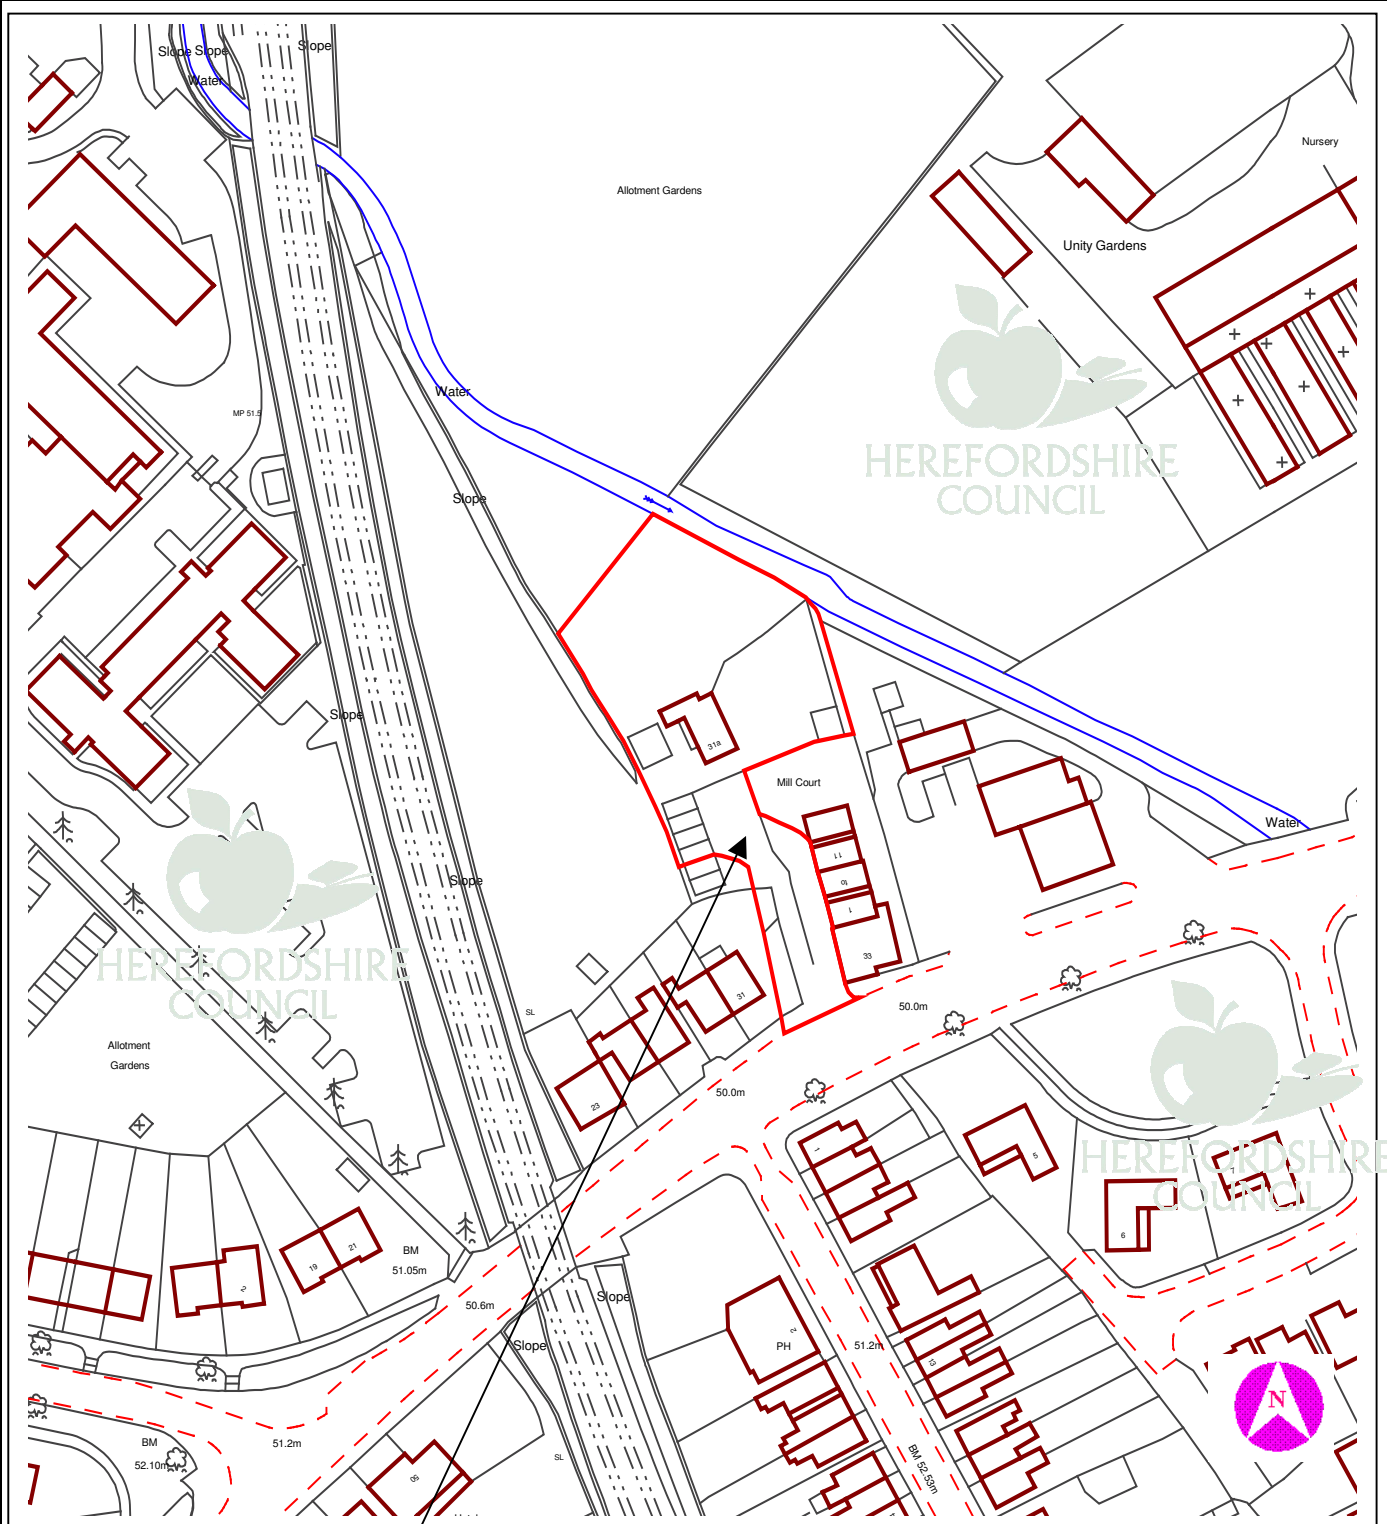 Slope Slope
Slope
Water
Nursery
Allotment Gardens
Unity Gardens
Water
MP 51.5
HEREFORDSHIRE
COUNCIL
Slope
Slope
31a
Mill Court
Water
11
10
1
33
Slope
HEREFORDSHIRE
COUNCIL
31
50.0m
SL
Allotment
Gardens
50.0m
23
1
5
HEREFORDSHIRE
COUNCIL
6
21
BM
51.05m
19
2
50.6m
Slope
Slope
2
PH
51.2m
13
N
51.2m
BM
52.10m
50
SL
BM 52.53m